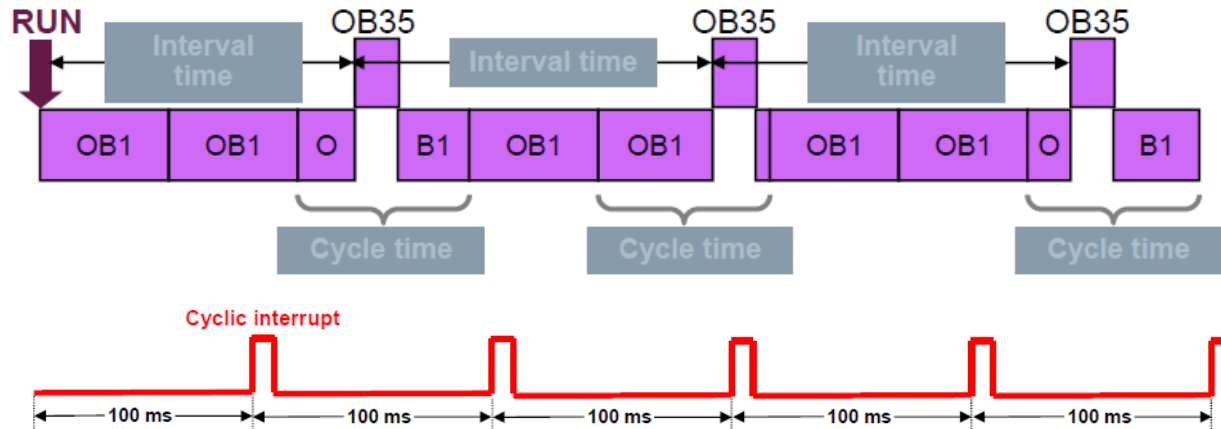 RUN
OB35
OB35
OB35
Interval
time
Interval time
Interval
time
OB1
OB1
O
B1
OB1
OB1
OB1
OB1
O
B1
Cycle time
Cycle time
Cycle time
Cyclic interrupt
100 ms
100 ms
100 ms
100 ms
100 ms